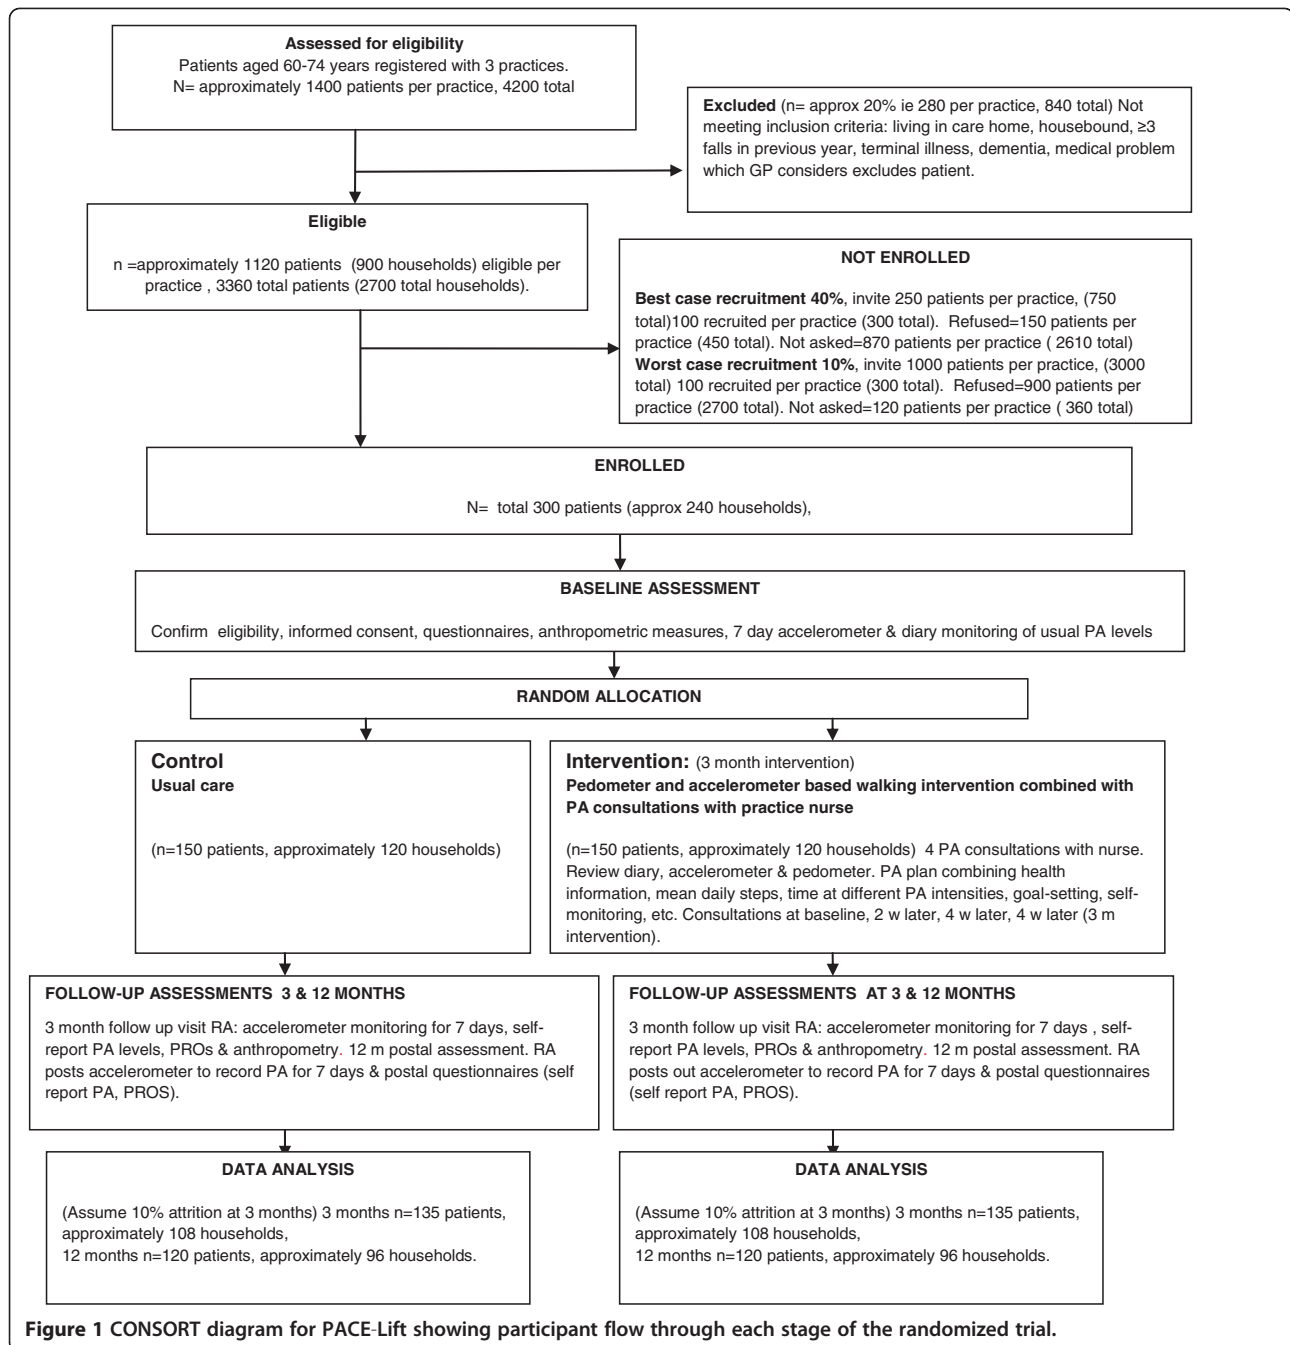 Assessed for eligibility
Patients aged 60-74 years registered with 3 practices.
N= approximately 1400 patients per practice, 4200 total
Excluded (n= approx 20% ie 280 per practice, 840 total) Not
meeting inclusion criteria: living in care home, housebound, ≥3
falls in previous year, terminal illness, dementia, medical problem
which GP considers excludes patient.
Eligible
n =approximately 1120 patients (900 households) eligible per
practice , 3360 total patients (2700 total households).
NOT ENROLLED
Best case recruitment 40%, invite 250 patients per practice, (750
total)100 recruited per practice (300 total). Refused=150 patients per
practice (450 total). Not asked=870 patients per practice ( 2610 total)
Worst case recruitment 10%, invite 1000 patients per practice, (3000
total) 100 recruited per practice (300 total). Refused=900 patients per
practice (2700 total). Not asked=120 patients per practice ( 360 total)
ENROLLED
N= total 300 patients (approx 240 households),
BASELINE ASSESSMENT
Confirm eligibility, informed consent, questionnaires, anthropometric measures, 7 day accelerometer & diary monitoring of usual PA levels
RANDOM ALLOCATION
Control
Usual care
(n=150 patients, approximately 120 households)
Intervention: (3 month intervention)
Pedometer and accelerometer based walking intervention combined with
PA consultations with practice nurse
(n=150 patients, approximately 120 households) 4 PA consultations with nurse.
Review diary, accelerometer & pedometer. PA plan combining health
information, mean daily steps, time at different PA intensities, goal-setting, self-
monitoring, etc. Consultations at baseline, 2 w later, 4 w later, 4 w later (3 m
intervention).
FOLLOW-UP ASSESSMENTS 3 & 12 MONTHS
3 month follow up visit RA: accelerometer monitoring for 7 days, self-
report PA levels, PROs & anthropometry. 12 m postal assessment. RA
posts accelerometer to record PA for 7 days & postal questionnaires (self
report PA, PROS).
FOLLOW-UP ASSESSMENTS AT 3 & 12 MONTHS
3 month follow up visit RA: accelerometer monitoring for 7 days , self-
report PA levels, PROs & anthropometry. 12 m postal assessment. RA
posts out accelerometer to record PA for 7 days & postal questionnaires
(self report PA, PROS).
DATA ANALYSIS
(Assume 10% attrition at 3 months) 3 months n=135 patients,
approximately 108 households,
12 months n=120 patients, approximately 96 households.
DATA ANALYSIS
(Assume 10% attrition at 3 months) 3 months n=135 patients,
approximately 108 households,
12 months n=120 patients, approximately 96 households.
Figure 1 CONSORT diagram for PACE-Lift showing participant flow through each stage of the randomized trial.